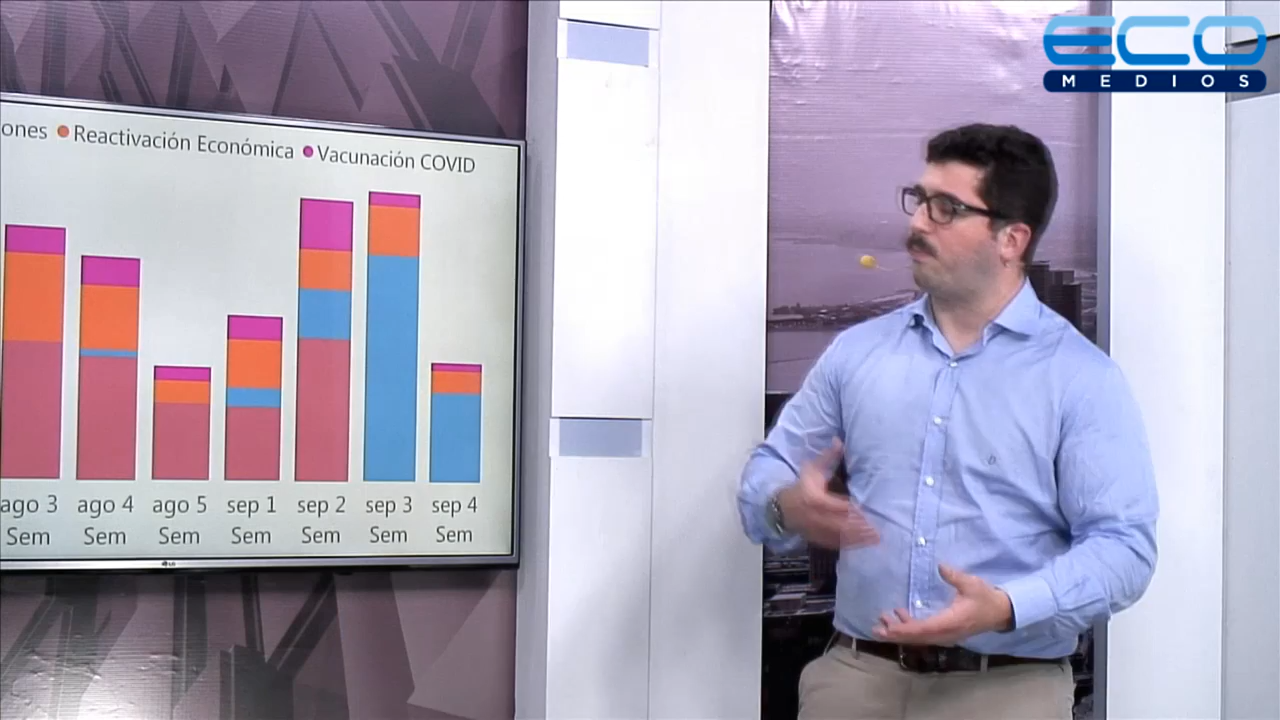 ECO
MEDIOS
ones Reactivación Económica Vacunación COVID
ago 3 Sem
ago 4 Sem
ago 5 Sem
sep 1 Sem
sep 2 Sem
sep 3 Sem
sep 4 Sem
LG